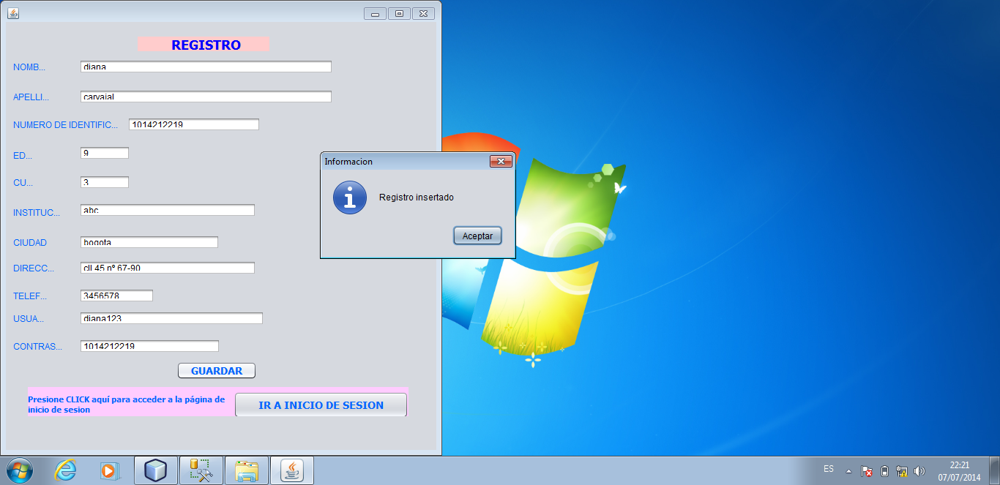 REGISTRO
NOMB... diana
APELLI... carvajal
NUMERO DE IDENTIFIC... 1014212219
ED... 9
CU... 3
INSTITUC... abc
CIUDAD bogota
DIRECC... cll 45 nº 67-90
TELEF... 3456578
USUA... diana123
CONTRAS... 1014212219
GUARDAR
Presione CLICK aquí para acceder a la página de
inicio de sesion
IR A INICIO DE SESION
Informacion
Registro insertado
Aceptar
ES
22:21
07/07/2014